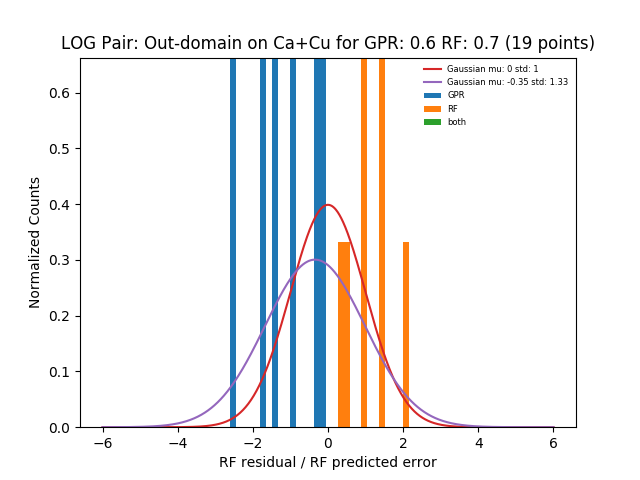 LOG Pair: Out-domain on Ca+Cu for GPR: 0.6 RF: 0.7 (19 points)
Gaussian mu: 0 std: 1
Gaussian mu: -0.35 std: 1.33
GPR
RF
both
Normalized Counts
0.6
0.5
0.4
0.3
0.2
0.1
0.0
−6
−4
−2
0
2
4
6
RF residual / RF predicted error